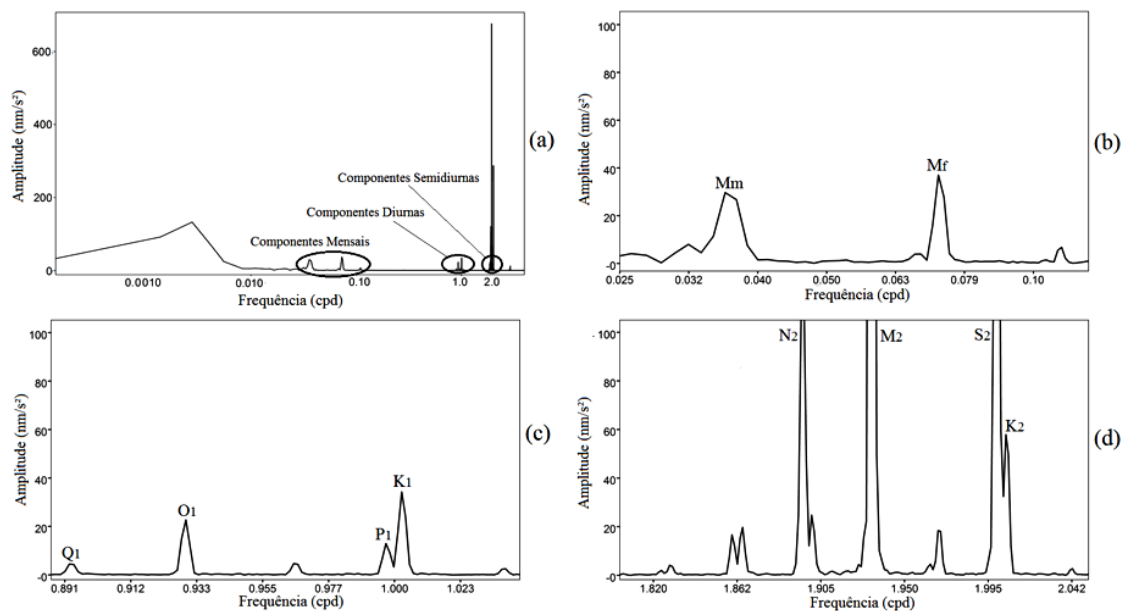 Amplitude (nm/s²)
600
400
200
0
Componentes Semidiurnas
Componentes Diurnas
Componentes Mensais
0.0010
0.010
0.10
1.0
2.0
Frequência (cpd)
(a)
Amplitude (nm/s²)
100
80
60
40
20
-0
Mm
Mf
0.025
0.032
0.040
0.050
0.063
0.079
0.10
Frequência (cpd)
(b)
Amplitude (nm/s²)
100
80
60
40
20
-0
Q1
O1
P1
K1
0.891
0.912
0.933
0.955
0.977
1.000
1.023
Frequência (cpd)
(c)
Amplitude (nm/s²)
100
80
60
40
20
-0
N2
M2
S2
K2
1.820
1.862
1.905
1.950
1.995
2.042
Frequência (cpd)
(d)